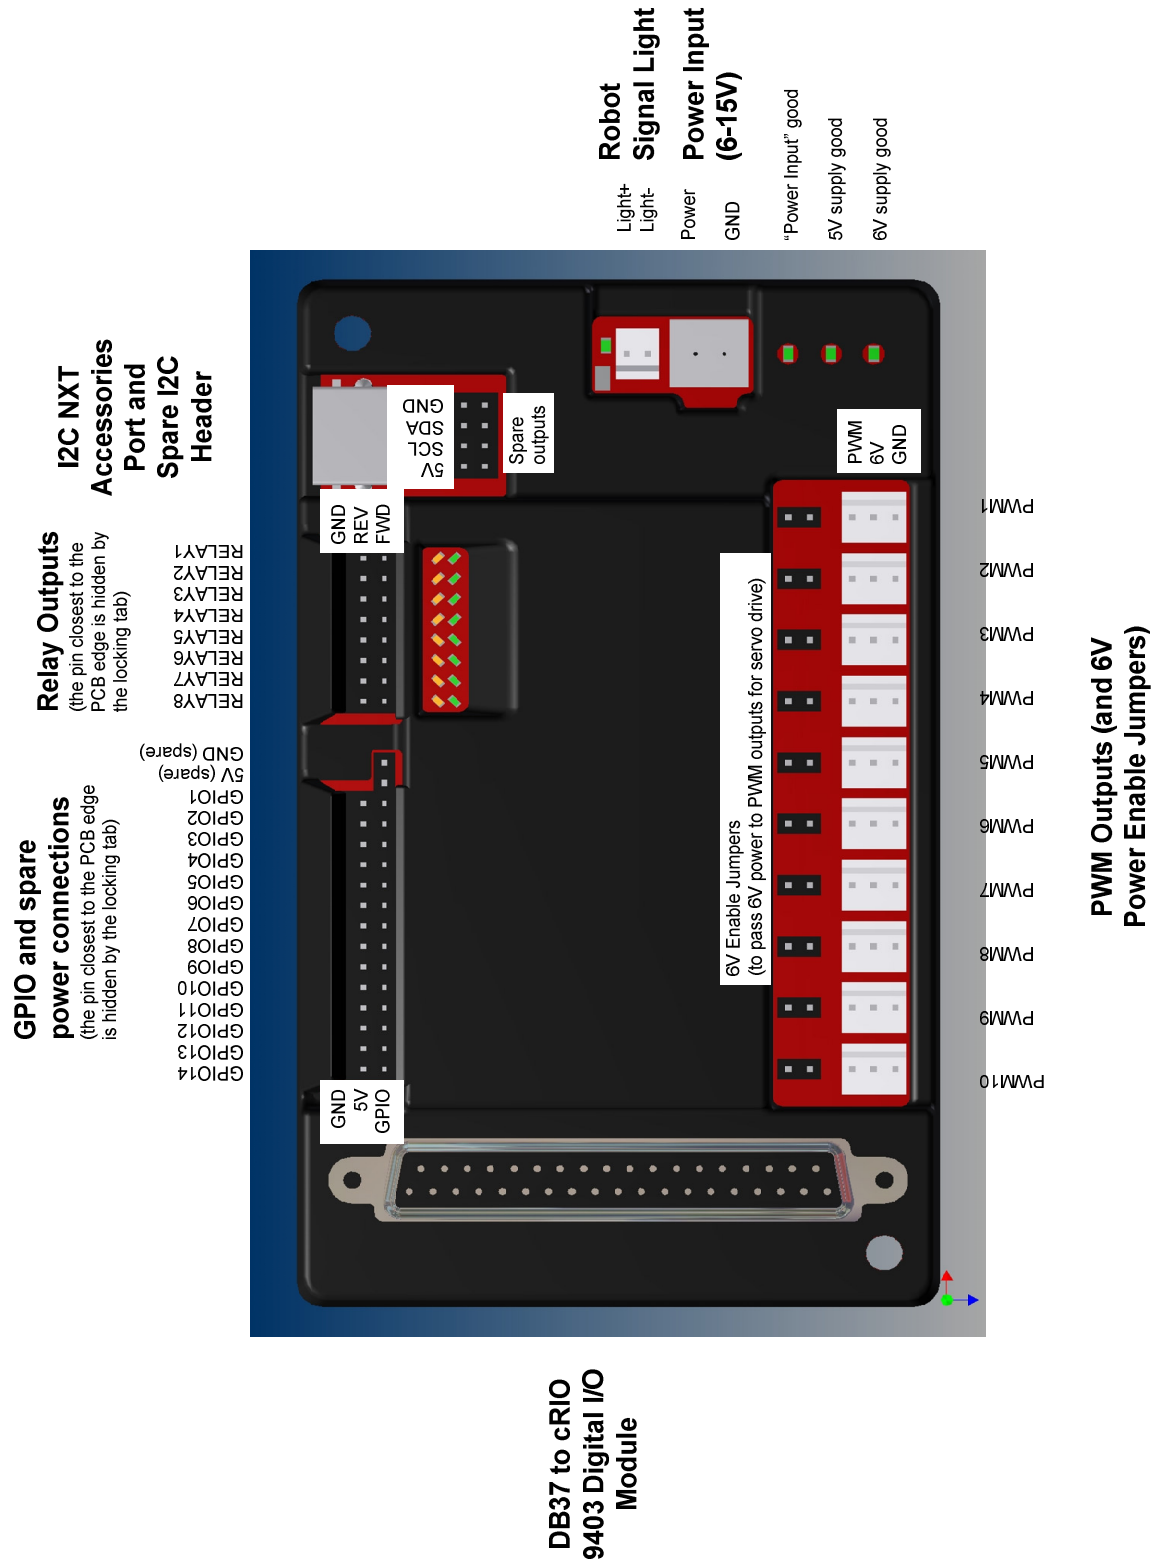 I2C NXT
Accessories
Port and
Spare I2C
Header
Relay Outputs
(the pin closest to the
PCB edge is hidden by
the locking tab)
GPIO and spare
power connections
(the pin closest to the PCB edge
is hidden by the locking tab)
RELAY1
RELAY2
RELAY3
RELAY4
RELAY5
RELAY6
RELAY7
RELAY8
GND (spare)
5V (spare)
GPIO1
GPIO2
GPIO3
GPIO4
GPIO5
GPIO6
GPIO7
GPIO8
GPIO9
GPIO10
GPIO11
GPIO12
GPIO13
GPIO14
GND
5V
GPIO
GND
REV
FWD
GND
SDA
SCL
5V
Spare
outputs
Robot
Signal Light
Light+
Light-
Power Input
(6-15V)
Power
GND
"Power Input" good
5V supply good
6V supply good
PWM
6V
GND
6V Enable Jumpers
(to pass 6V power to PWM outputs for servo drive)
PWM1
PWM2
PWM3
PWM4
PWM5
PWM6
PWM7
PWM8
PWM9
PWM10
PWM Outputs (and 6V
Power Enable Jumpers)
DB37 to cRIO
9403 Digital I/O
Module